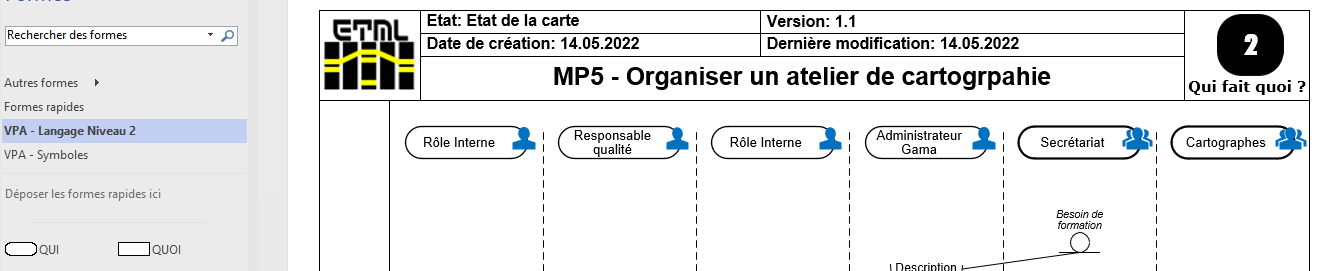 Rechercher des formes
Autres formes
Formes rapides
VPA - Langage Niveau 2
VPA - Symboles
Déposer les formes rapides ici
QUI
QUOI
ETML
Etat: Etat de la carte
Version: 1.1
Date de création: 14.05.2022
Dernière modification: 14.05.2022
MP5 - Organiser un atelier de cartogrpahie
2
Qui fait quoi ?
Rôle Interne
Responsable
qualité
Rôle Interne
Administrateur
Gama
Secrétariat
Cartographes
Besoin de
formation
Description